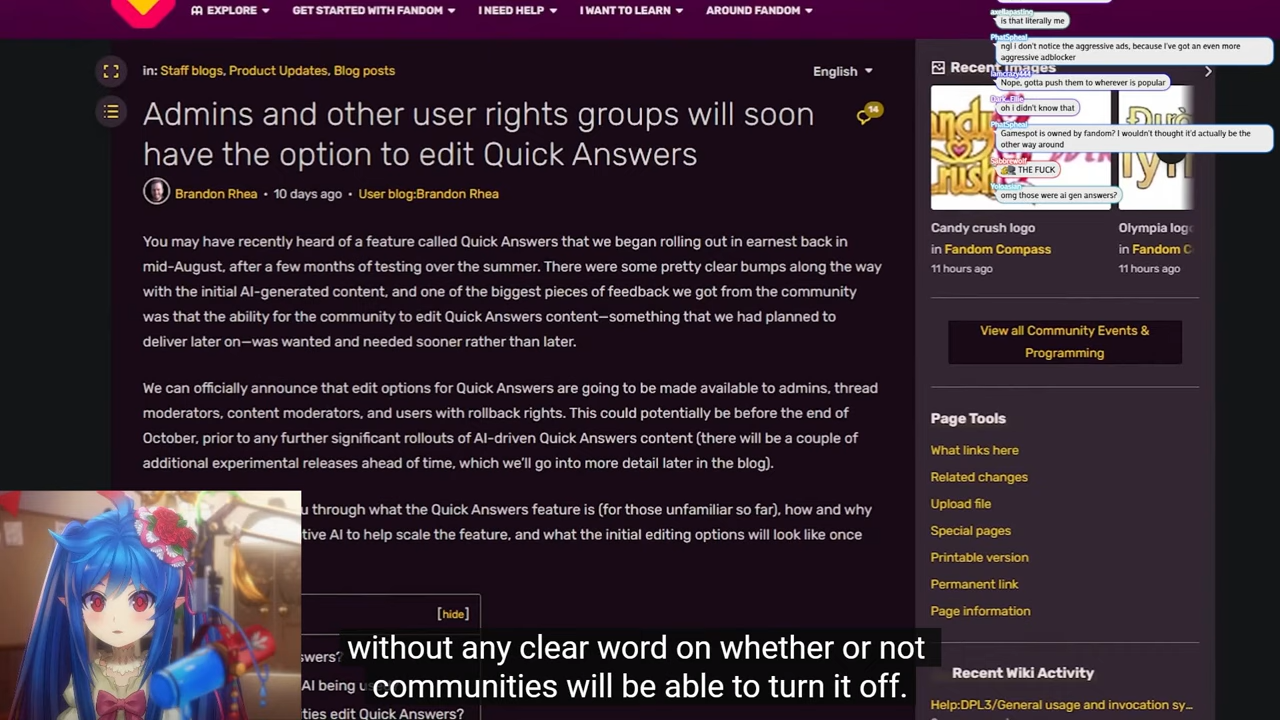 EXPLORE
GET STARTED WITH FANDOM
I NEED HELP
I WANT TO LEARN
AROUND FANDOM
in: Staff blogs, Product Updates, Blog posts
English
Admins and other user rights groups will soon
have the option to edit Quick Answers
14
Brandon Rhea • 10 days ago • User blog:Brandon Rhea
You may have recently heard of a feature called Quick Answers that we began rolling out in earnest back in
mid-August, after a few months of testing over the summer. There were some pretty clear bumps along the way
with the initial AI-generated content, and one of the biggest pieces of feedback we got from the community
was that the ability for the community to edit Quick Answers content—something that we had planned to
deliver later on—was wanted and needed sooner rather than later.
We can officially announce that edit options for Quick Answers are going to be made available to admins, thread
moderators, content moderators, and users with rollback rights. This could potentially be before the end of
October, prior to any further significant rollouts of AI-driven Quick Answers content (there will be a couple of
additional experimental releases ahead of time, which we'll go into more detail later in the blog).
through what the Quick Answers feature is (for those unfamiliar so far), how and why
AI to help scale the feature, and what the initial editing options will look like once
[hide]
AI being
edit Quick Answers?
without any clear word on whether or not
communities will be able to turn it off.
axellapasting
is that literally me
PhatSpheal
ngl i don't notice the aggressive ads, because I've got an even more
aggressive adblocker
Recent Images
Nope, gotta push them to wherever is popular
oh i didn't know that
PhatSpheal
Gamespot is owned by fandom? I wouldn't thought it'd actually be the
other way around
Sabbrewolf
THE FUCK
omg those were ai gen answers?
Candy crush logo
in Fandom Compass
11 hours ago
Olympia
in Fandom
11 hours ago
View all Community Events &
Programming
Page Tools
What links here
Related changes
Upload file
Special pages
Printable version
Permanent link
Page information
Recent Wiki Activity
Help:DPL3/General usage and invocation sy...